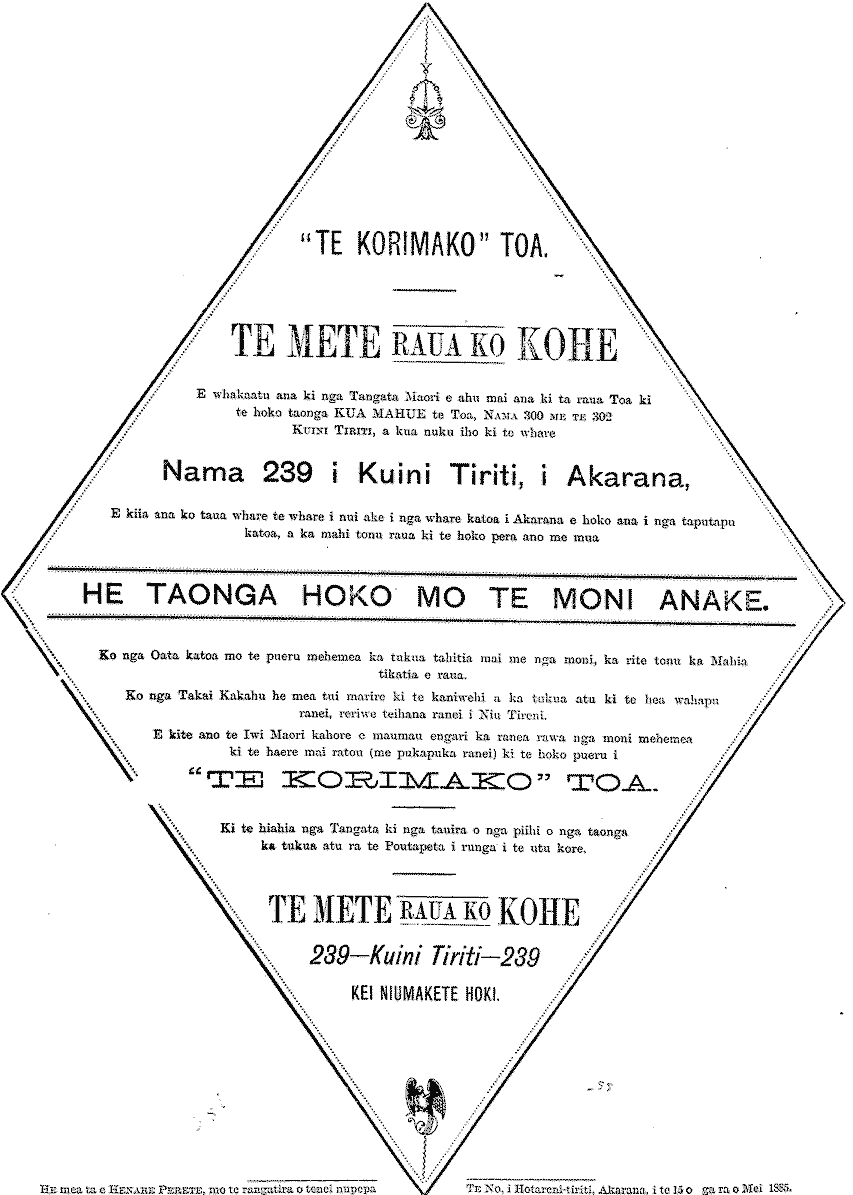 “TE KORIMAKO” TOA.
TE METE RAUA KO KOHE
E whakaatu ana ki nga Tangata Maori e ahu mai ana ki ta raua Toa ki
te hoko taonga KUA MAHUE te Toa, NAMA 300 ME TE 302
KUINI TIRITI, a kua nuku iho ki te whare
Nama 239 i Kuini Tiriti, i Akarana,
E kiia ana ko taua whare te whare i nui ake i nga whare katoa i Akarana e hoko ana i nga taputapu
katoa, a ka mahi tonu raua ki te hoko pera ano me mua
HE TAONGA HOKO MO TE MONI ANAKE.
Ko nga Oata katoa mo te pueru mehemea ka tukua tahitia mai me nga moni, ka rite tonu ka Mahia
tikatia e raua.
Ko nga Takai Kakahu he mea tui marire ki te kaniwehi a ka tukua atu ki te hea wahapu
ranei, reriwe teihana ranei i Niu Tireni.
E kite ano te Iwi Maori kahore e maumau engari ka ranea rawa nga moni mehemea
ki te haere mai ratou (me pukapuka ranei) ki te hoko pueru i
“TE KORIMAKO” TOA.
Ki te hiahia nga Tangata ki nga tauira o nga piihi o nga taonga
ka tukua atu ra te Poutapeta i runga i te utu kore.
TE METE RAUA KO KOHE
239—Kuini Tiriti—239
KEI NIUMAKETE HOKI.
HE mea ta e HENARE PERETE, mo te rangatira o tenei nupepa
TE NO, i Hotareni-tiriti, Akarana, i te 15 o ga ra o Mei 1885.